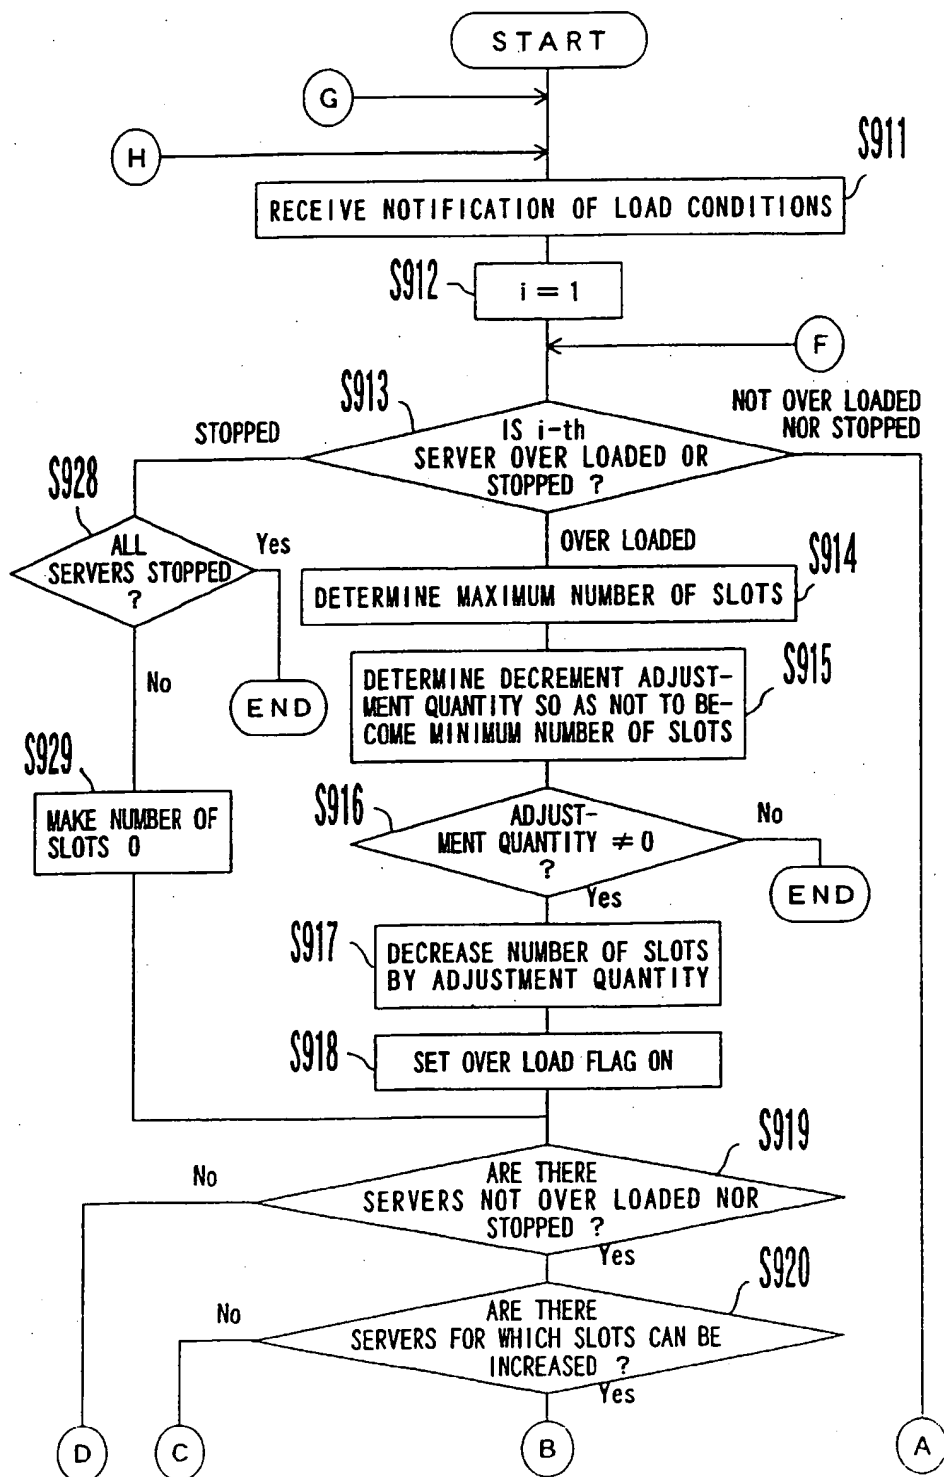 START
G
H
S911
RECEIVE NOTIFICATION OF LOAD CONDITIONS
S912
i = 1
F
S913
STOPPED
NOT OVER LOADED
NOR STOPPED
IS i-th
SERVER OVER LOADED OR
STOPPED ?
S928
ALL
SERVERS STOPPED
?
Yes
No
END
OVER LOADED
S914
DETERMINE MAXIMUM NUMBER OF SLOTS
S915
DETERMINE DECREMENT ADJUST-
MENT QUANTITY SO AS NOT TO BE-
COME MINIMUM NUMBER OF SLOTS
S929
MAKE NUMBER OF
SLOTS 0
S916
ADJUST-
MENT QUANTITY ≠ 0
?
No
END
Yes
S917
DECREASE NUMBER OF SLOTS
BY ADJUSTMENT QUANTITY
S918
SET OVER LOAD FLAG ON
S919
ARE THERE
SERVERS NOT OVER LOADED NOR
STOPPED ?
No
Yes
S920
ARE THERE
SERVERS FOR WHICH SLOTS CAN BE
INCREASED ?
No
Yes
D
C
B
A